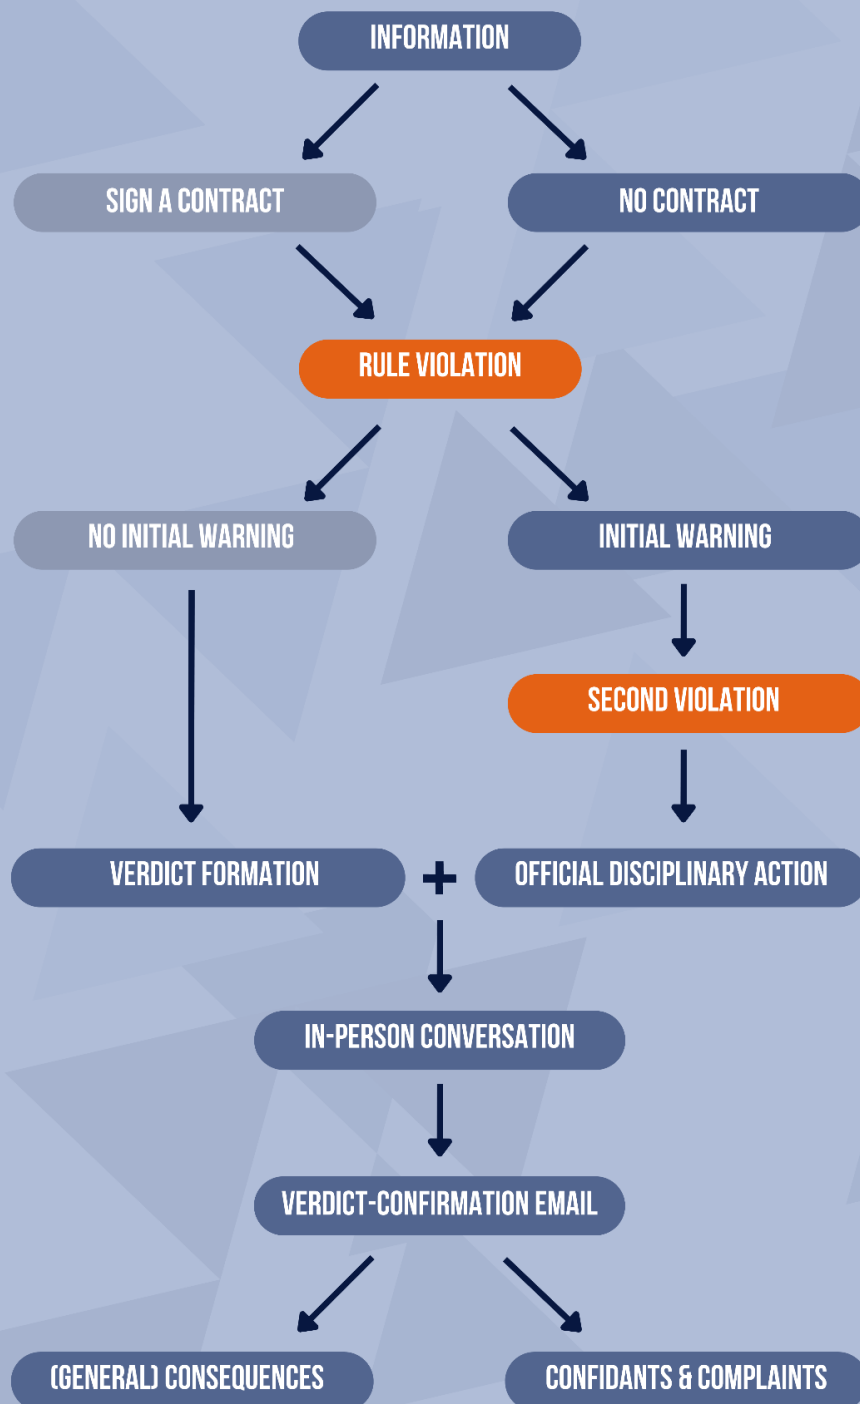 INFORMATION
SIGN A CONTRACT
NO CONTRACT
RULE VIOLATION
NO INITIAL WARNING
INITIAL WARNING
SECOND VIOLATION
VERDICT FORMATION + OFFICIAL DISCIPLINARY ACTION
IN-PERSON CONVERSATION
VERDICT-CONFIRMATION EMAIL
(GENERAL) CONSEQUENCES
CONFIDANTS & COMPLAINTS